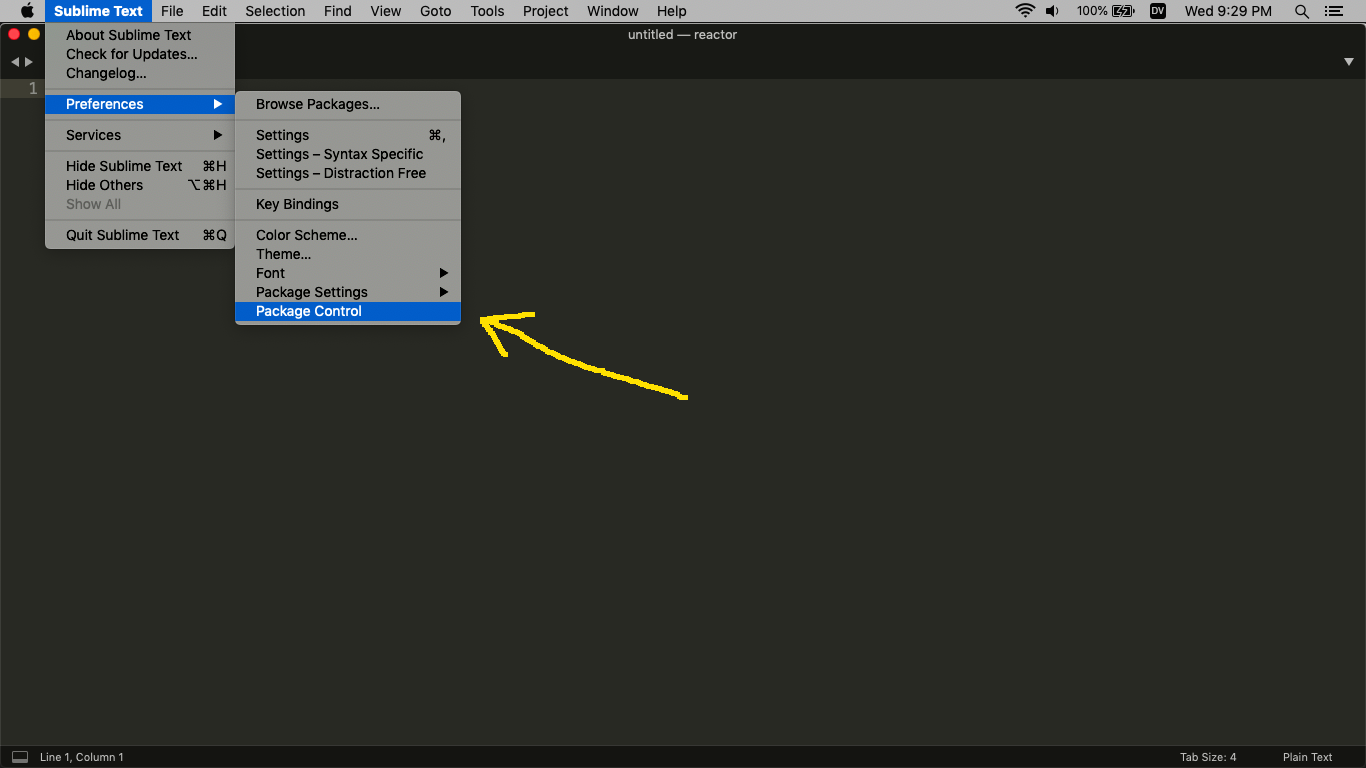 Sublime Text File Edit Selection Find View Goto Tools Project Window Help 100% DV Wed 9:29 PM
untitled — reactor
About Sublime Text
Check for Updates...
Changelog...
Preferences
Services
Hide Sublime Text ⌘H
Hide Others ⌥⌘H
Show All
Quit Sublime Text ⌘Q
Browse Packages...
Settings ⌘,
Settings – Syntax Specific
Settings – Distraction Free
Key Bindings
Color Scheme...
Theme...
Font
Package Settings
Package Control
1
Line 1, Column 1 Tab Size: 4 Plain Text